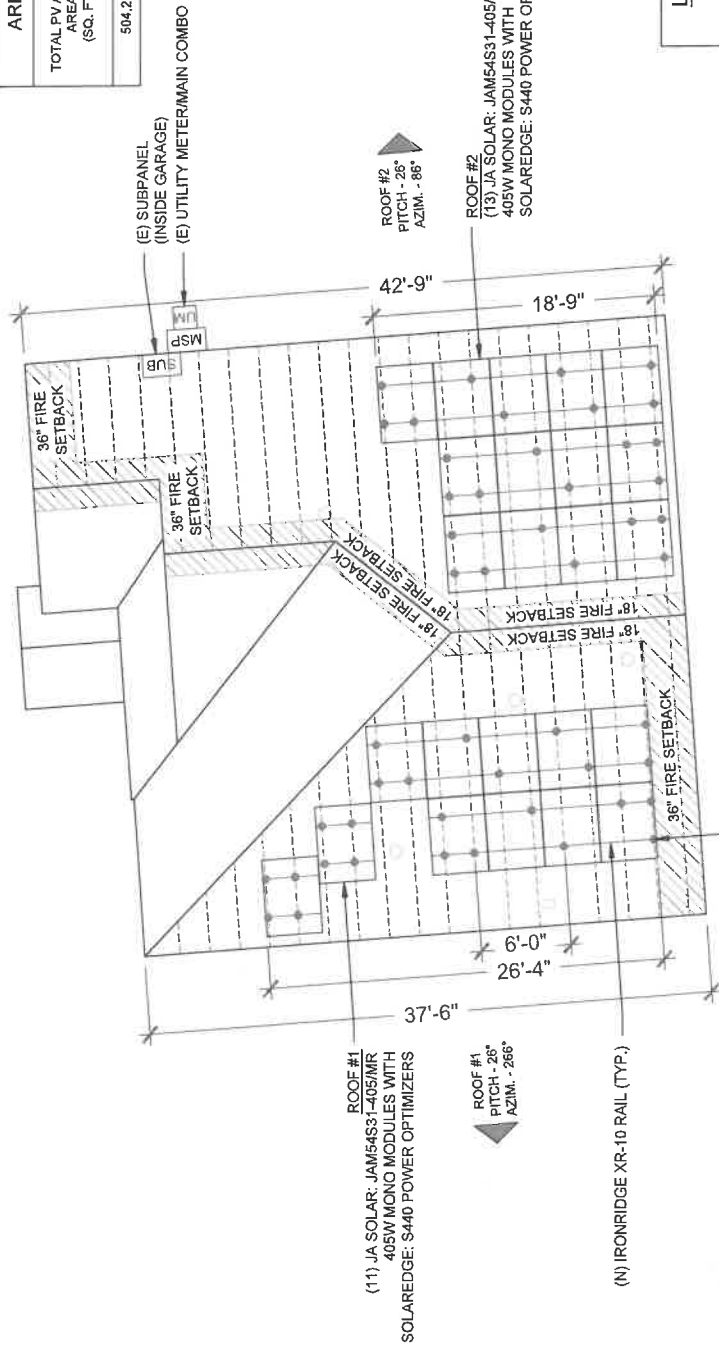 ARI
TOTAL PV A
AREA
(SQ. F
504.2
(E) SUBPANEL
(INSIDE GARAGE)
(E) UTILITY METER/MAIN COMBO
ROOF #2
PITCH - 26°
AZIM. - 86°
ROOF #2
(13) JA SOLAR: JAM54S31-405/
405W MONO MODULES WITH
SOLAREDGE: S440 POWER OP
42'-9"
18'-9"
UM
MSP
SUB
36" FIRE
SETBACK
36" FIRE
SETBACK
18" FIRE SETBACK
18" FIRE SETBACK
18" FIRE SETBACK
18" FIRE SETBACK
36" FIRE SETBACK
6'-0"
26'-4"
37'-6"
ROOF #1
(11) JA SOLAR: JAM54S31-405/MR
405W MONO MODULES WITH
SOLAREDGE: S440 POWER OPTIMIZERS
ROOF #1
PITCH - 26°
AZIM. - 266°
(N) IRONRIDGE XR-10 RAIL (TYP.)
L